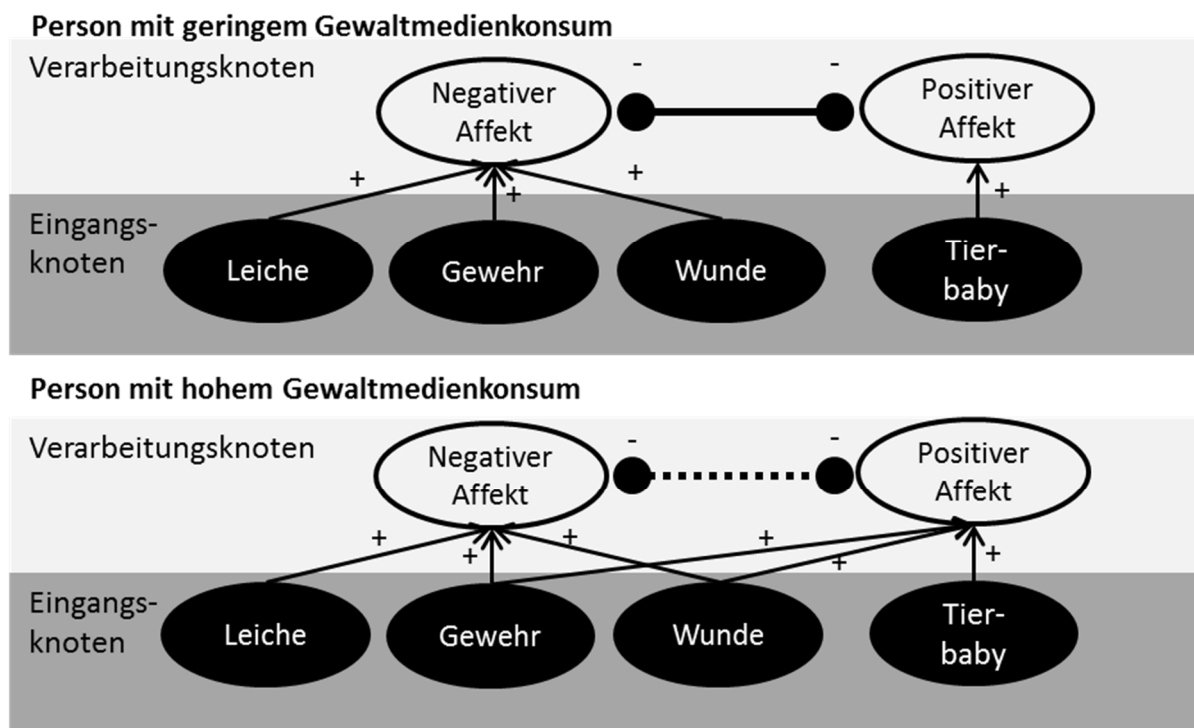 Person mit geringem Gewaltmedienkonsum
Verarbeitungsknoten
- -
Negativer
Affekt
Positiver
Affekt
+ + + +
Eingangs-
knoten
Leiche
Gewehr
Wunde
Tier-
baby
Person mit hohem Gewaltmedienkonsum
Verarbeitungsknoten
- -
Negativer
Affekt
Positiver
Affekt
+ + + + + +
Eingangs-
knoten
Leiche
Gewehr
Wunde
Tier-
baby